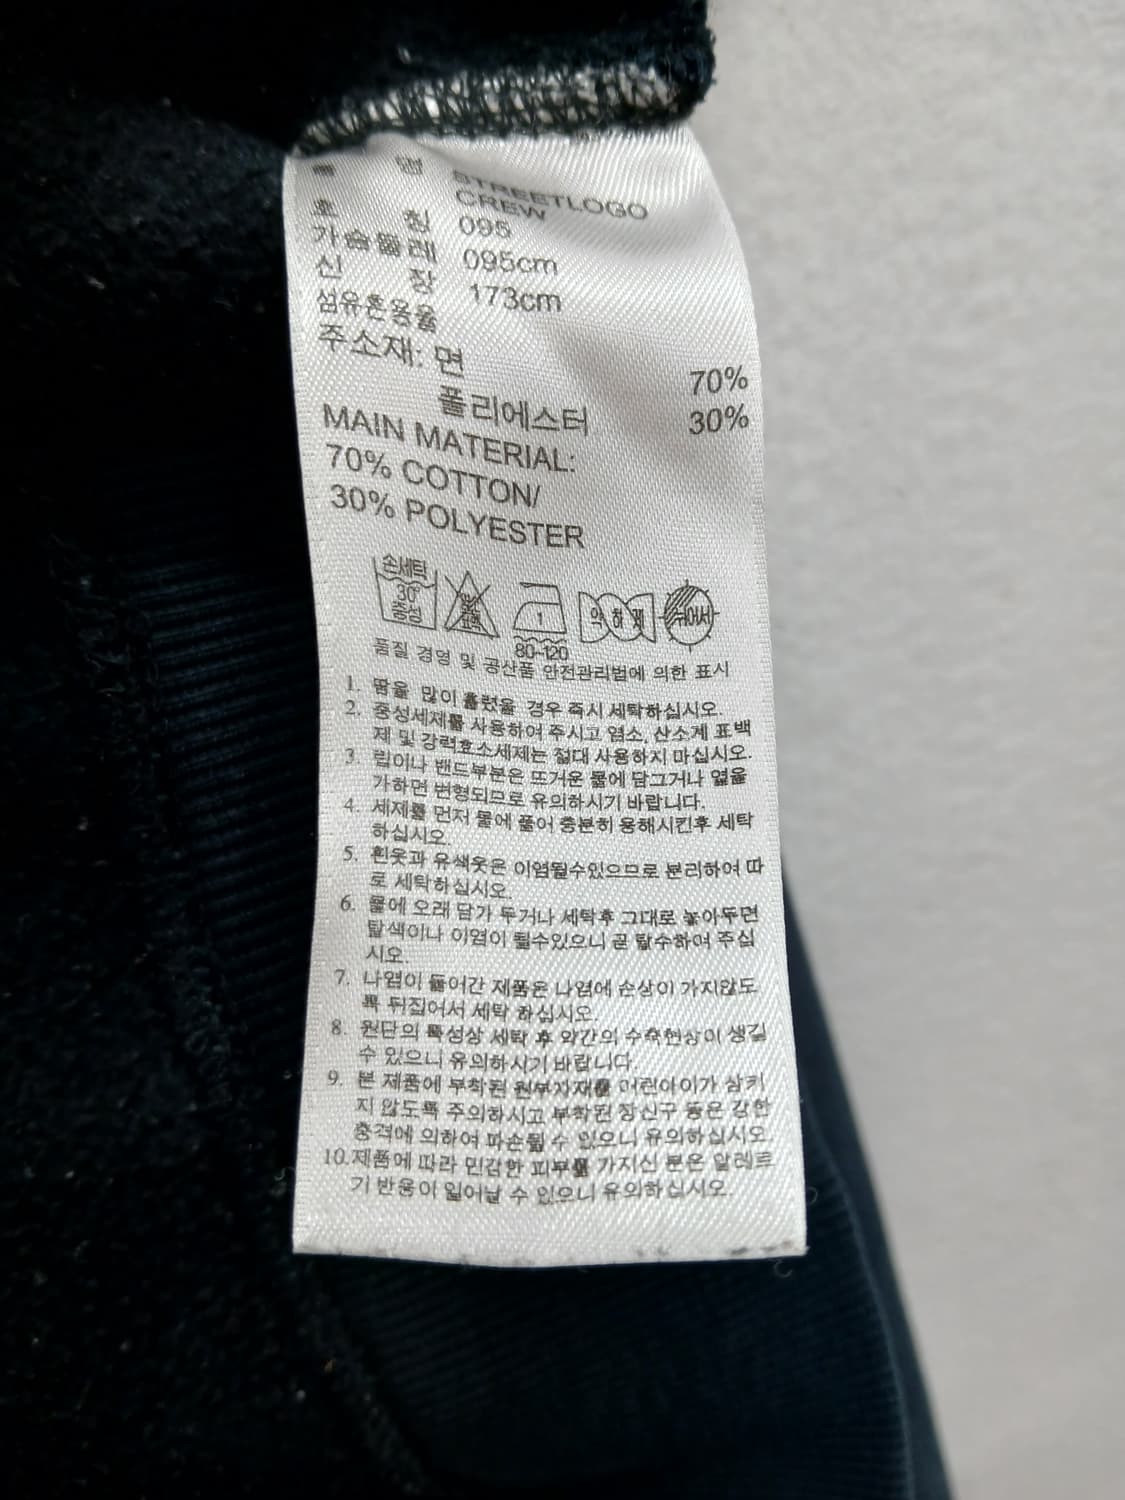 품 명 STREETLOGO
CREW
호 칭 095
가슴둘레 095cm
신 장 173cm
섬유혼용율
주소재: 면 70%
폴리에스터 30%
MAIN MATERIAL:
70% COTTON/
30% POLYESTER
손세탁
30°
중성
염소
표백
1
80-120
약하게
뉘어서
품질 경영 및 공산품 안전관리법에 의한 표시
1. 땀을 많이 흘렸을 경우 즉시 세탁하십시오.
2. 중성세제를 사용하여 주시고 염소, 산소계 표백
제 및 강력효소세제는 절대 사용하지 마십시오.
3. 립이나 밴드부분은 뜨거운 물에 담그거나 열을
가하면 변형되므로 유의하시기 바랍니다.
4. 세제를 먼저 물에 풀어 충분히 용해시킨후 세탁
하십시오.
5. 흰옷과 유색옷은 이염될수있으므로 분리하여 따
로 세탁하십시오.
6. 물에 오래 담가 두거나 세탁후 그대로 놓아두면
탈색이나 이염이 될수있으니 곧 탈수하여 주십
시오.
7. 나염이 들어간 제품은 나염에 손상이 가지않도
록 뒤집어서 세탁 하십시오.
8. 원단의 특성상 세탁 후 약간의 수축현상이 생길
수 있으니 유의하시기 바랍니다.
9. 본 제품에 부착된 원부자재를 어린아이가 삼키
지 않도록 주의하시고 부착된 장신구 등은 강한
충격에 의하여 파손될 수 있으니 유의하십시오.
10.제품에 따라 민감한 피부를 가지신 분은 알레르
기 반응이 일어날 수 있으니 유의하십시오.